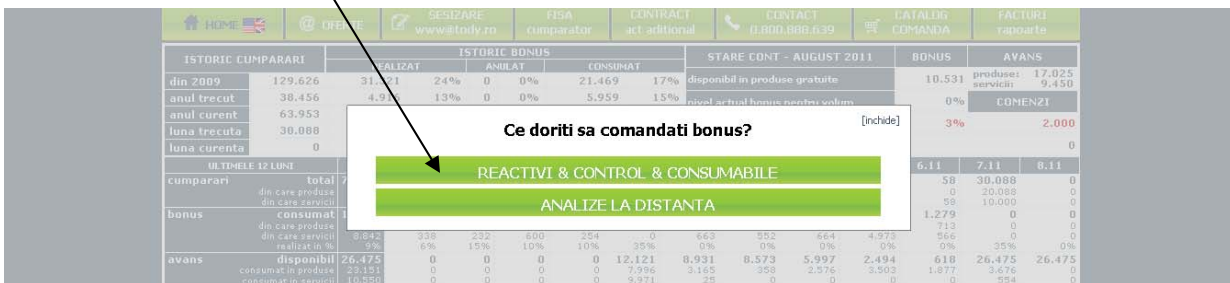 HOME @ OFERTE SESIZARE FISA CONTRACT CONTACT CATALOG FACTURI
www@tody.ro cumparator act aditional 0.800.888.639 COMANDA rapoarte
ISTORIC CUMPARARI ISTORIC BONUS STARE CONT - AUGUST 2011 BONUS AVANS
REALIZAT ANULAT CONSUMAT
din 2009 129.626 24% 0 0% 21.469 17% disponibil in produse gratuite 10.531 produse: 17.025
servicii: 9.450
anul trecut 38.456 13% 0 0% 5.959 15% nivel actual bonus pentru volum 0% COMENZI
anul curent 63.953 3% 2.000
luna trecuta 30.088
luna curenta 0 0
Ce doriti sa comandati bonus? [inchide]
REACTIVI & CONTROL & CONSUMABILE
ANALIZE LA DISTANTA
ULTIMELE 12 LUNI 6.11 7.11 8.11
cumparari total 58 30.088 0
din care produse 0 20.088 0
din care servicii 58 10.000 0
bonus consumat 1.279 0 0
din care produse 713 0 0
din care servicii 8.842 338 232 600 254 0 663 552 664 4.973 566 0 0
realizat in % 9% 6% 15% 10% 10% 35% 0% 0% 0% 0% 0% 35% 0%
avans disponibil 26.475 0 0 0 0 12.121 8.931 8.573 5.997 2.494 618 26.475 26.475
consumat in produse 23.151 0 0 0 0 7.996 3.165 358 2.576 3.503 1.877 3.676 0
consumat in servicii 10.550 0 0 0 0 9.971 25 0 0 0 0 554 0